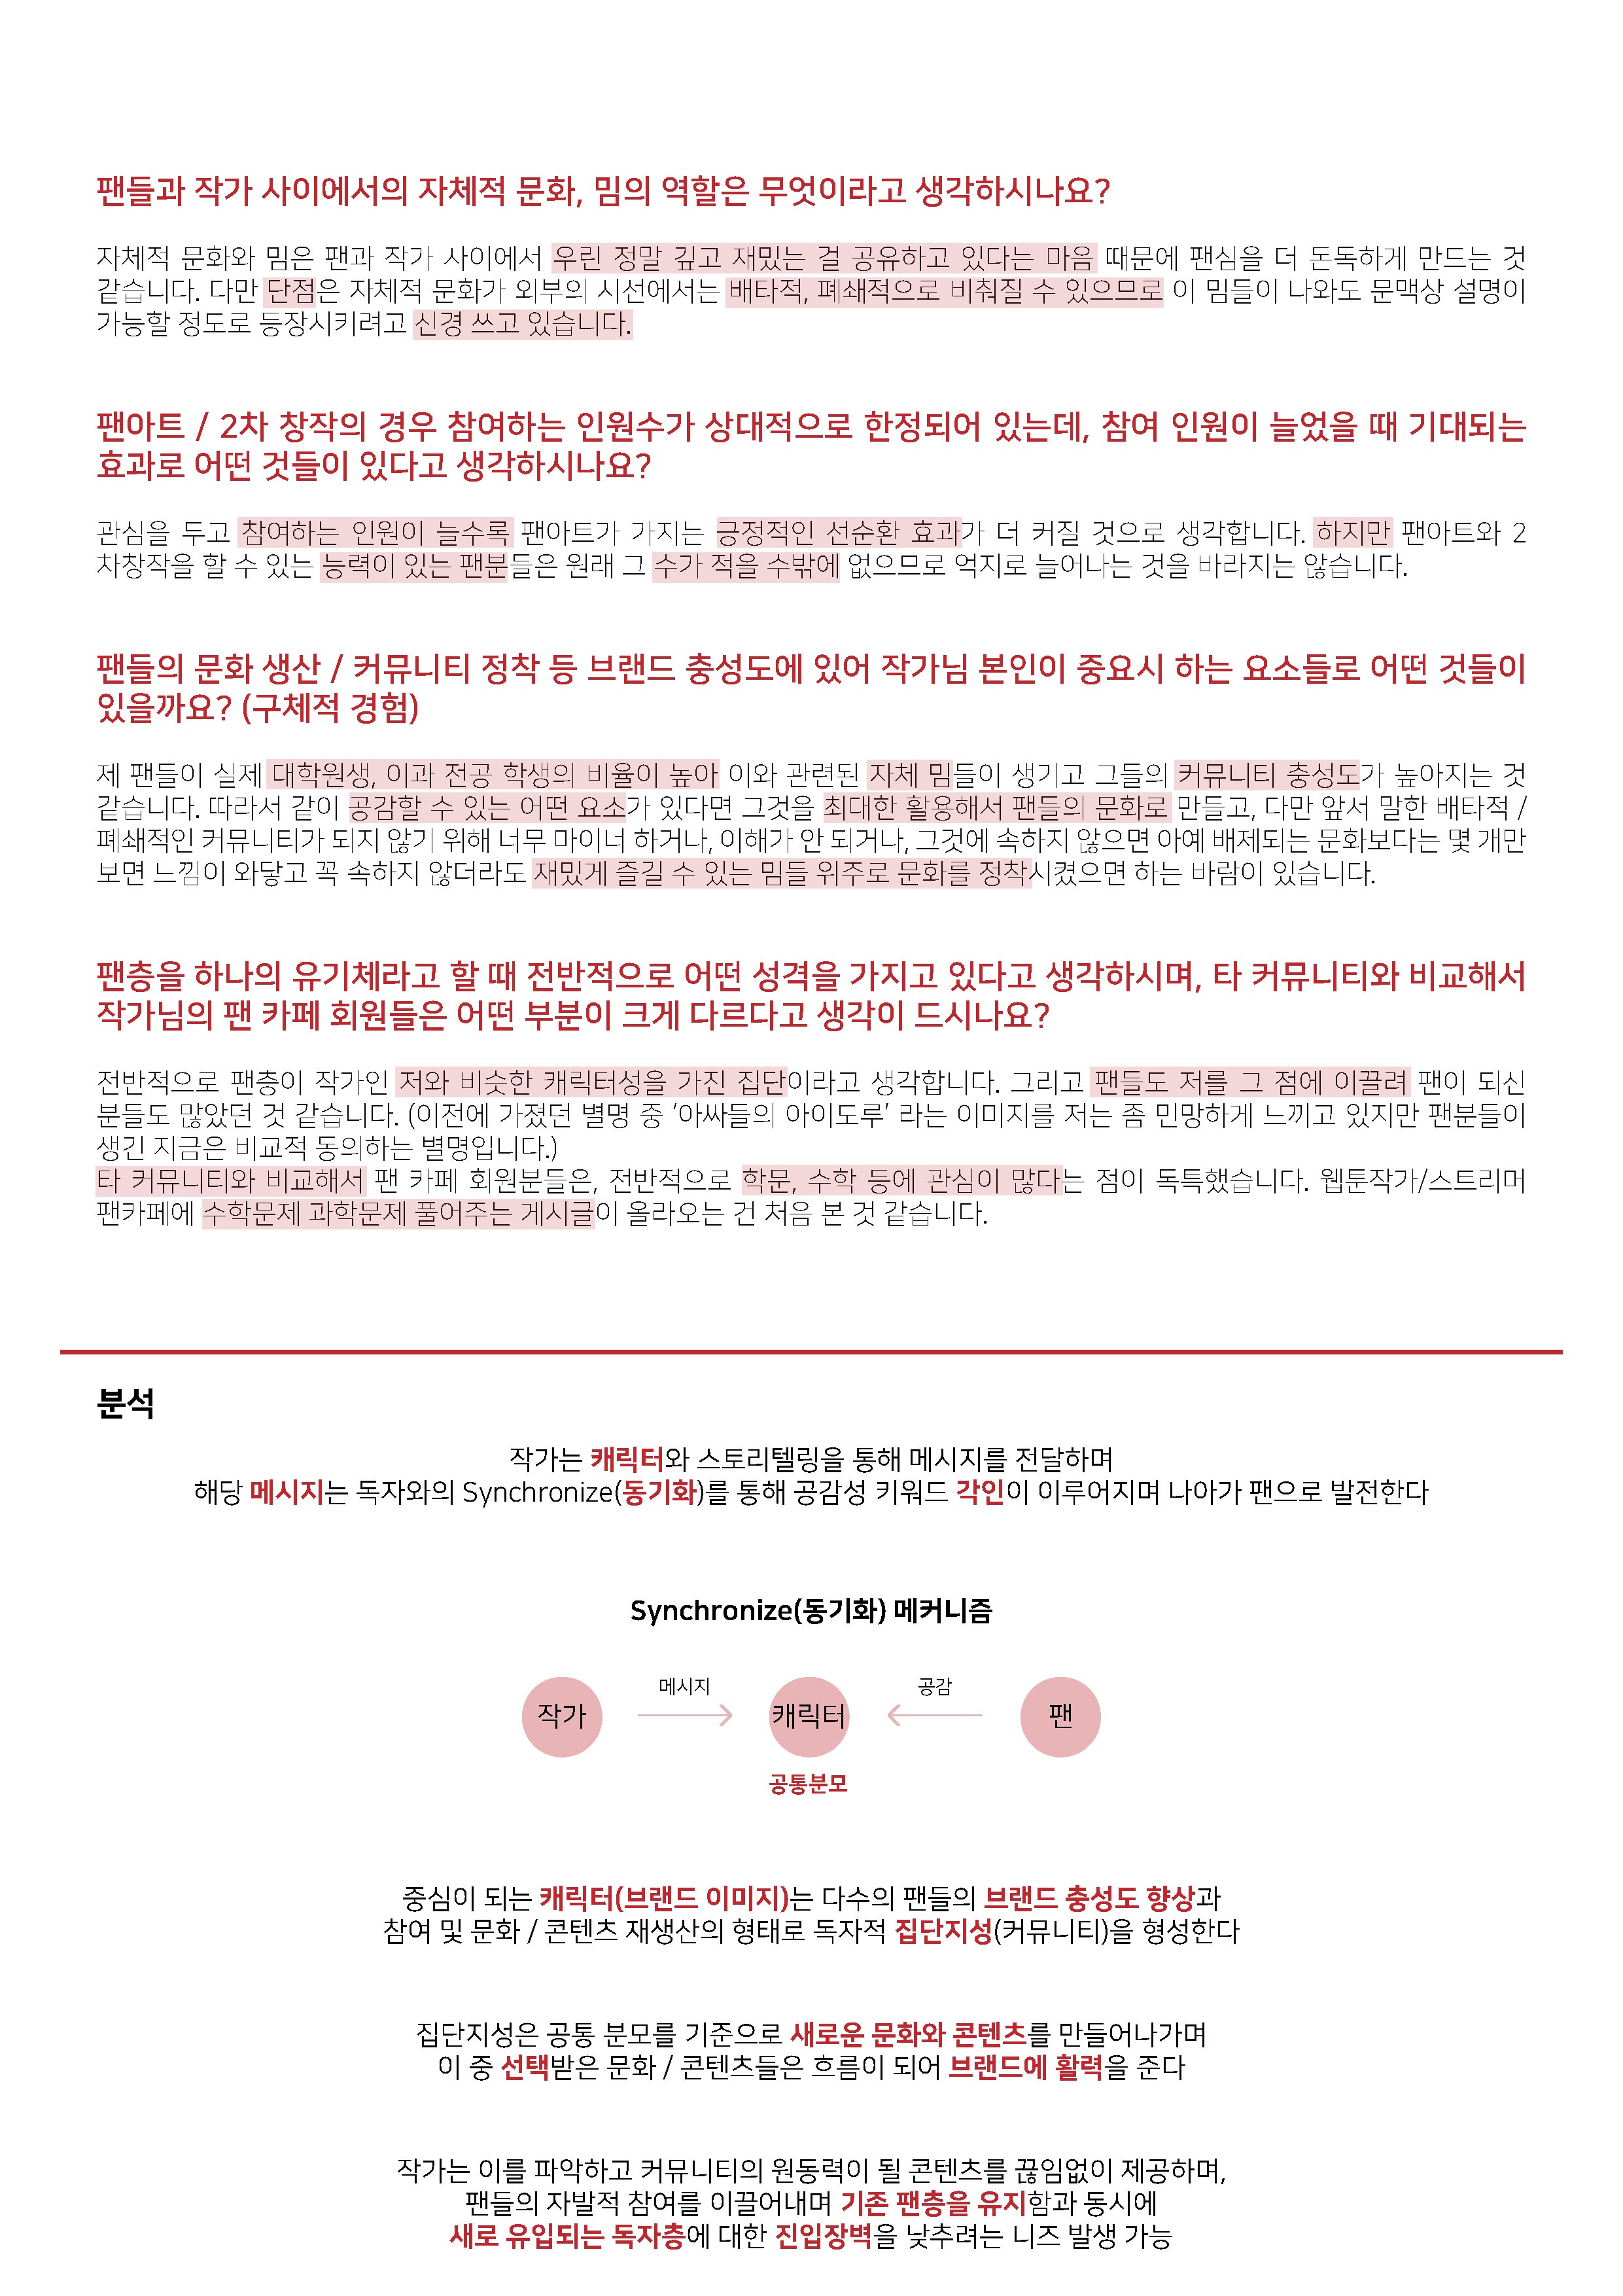 팬들과 작가 사이에서의 자체적 문화, 밈의 역할은 무엇이라고 생각하시나요?
자체적 문화와 밈은 팬과 작가 사이에서 우린 정말 깊고 재밌는 걸 공유하고 있다는 마음 때문에 팬심을 더 돈독하게 만드는 것
같습니다. 다만 단점은 자체적 문화가 외부의 시선에서는 배타적, 폐쇄적으로 비춰질 수 있으므로 이 밈들이 나와도 문맥상 설명이
가능할 정도로 등장시키려고 신경 쓰고 있습니다.
팬아트 / 2차 창작의 경우 참여하는 인원수가 상대적으로 한정되어 있는데, 참여 인원이 늘었을 때 기대되는
효과로 어떤 것들이 있다고 생각하시나요?
관심을 두고 참여하는 인원이 늘수록 팬아트가 가지는 긍정적인 선순환 효과가 더 커질 것으로 생각합니다. 하지만 팬아트와 2
차창작을 할 수 있는 능력이 있는 팬분들은 원래 그 수가 적을 수밖에 없으므로 억지로 늘어나는 것을 바라지는 않습니다.
팬들의 문화 생산 / 커뮤니티 정착 등 브랜드 충성도에 있어 작가님 본인이 중요시 하는 요소들로 어떤 것들이
있을까요? (구체적 경험)
제 팬들이 실제 대학원생, 이과 전공 학생의 비율이 높아 이와 관련된 자체 밈들이 생기고 그들의 커뮤니티 충성도가 높아지는 것
같습니다. 따라서 같이 공감할 수 있는 어떤 요소가 있다면 그것을 최대한 활용해서 팬들의 문화로 만들고, 다만 앞서 말한 배타적 /
폐쇄적인 커뮤니티가 되지 않기 위해 너무 마이너 하거나, 이해가 안 되거나, 그것에 속하지 않으면 아예 배제되는 문화보다는 몇 개만
보면 느낌이 와닿고 꼭 속하지 않더라도 재밌게 즐길 수 있는 밈들 위주로 문화를 정착시켰으면 하는 바람이 있습니다.
팬층을 하나의 유기체라고 할 때 전반적으로 어떤 성격을 가지고 있다고 생각하시며, 타 커뮤니티와 비교해서
작가님의 팬 카페 회원들은 어떤 부분이 크게 다르다고 생각이 드시나요?
전반적으로 팬층이 작가인 저와 비슷한 캐릭터성을 가진 집단이라고 생각합니다. 그리고 팬들도 저를 그 점에 이끌려 팬이 되신
분들도 많았던 것 같습니다. (이전에 가졌던 별명 중 ‘아싸들의 아이도루’ 라는 이미지를 저는 좀 민망하게 느끼고 있지만 팬분들이
생긴 지금은 비교적 동의하는 별명입니다.)
타 커뮤니티와 비교해서 팬 카페 회원분들은, 전반적으로 학문, 수학 등에 관심이 많다는 점이 독특했습니다. 웹툰작가/스트리머
팬카페에 수학문제 과학문제 풀어주는 게시글이 올라오는 건 처음 본 것 같습니다.
분석
작가는 캐릭터와 스토리텔링을 통해 메시지를 전달하며
해당 메시지는 독자와의 Synchronize(동기화)를 통해 공감성 키워드 각인이 이루어지며 나아가 팬으로 발전한다
Synchronize(동기화) 메커니즘
작가 메시지 캐릭터 공감 팬
공통분모
중심이 되는 캐릭터(브랜드 이미지)는 다수의 팬들의 브랜드 충성도 향상과
참여 및 문화 / 콘텐츠 재생산의 형태로 독자적 집단지성(커뮤니티)을 형성한다
집단지성은 공통 분모를 기준으로 새로운 문화와 콘텐츠를 만들어나가며
이 중 선택받은 문화 / 콘텐츠들은 흐름이 되어 브랜드에 활력을 준다
작가는 이를 파악하고 커뮤니티의 원동력이 될 콘텐츠를 끊임없이 제공하며,
팬들의 자발적 참여를 이끌어내며 기존 팬층을 유지함과 동시에
새로 유입되는 독자층에 대한 진입장벽을 낮추려는 니즈 발생 가능